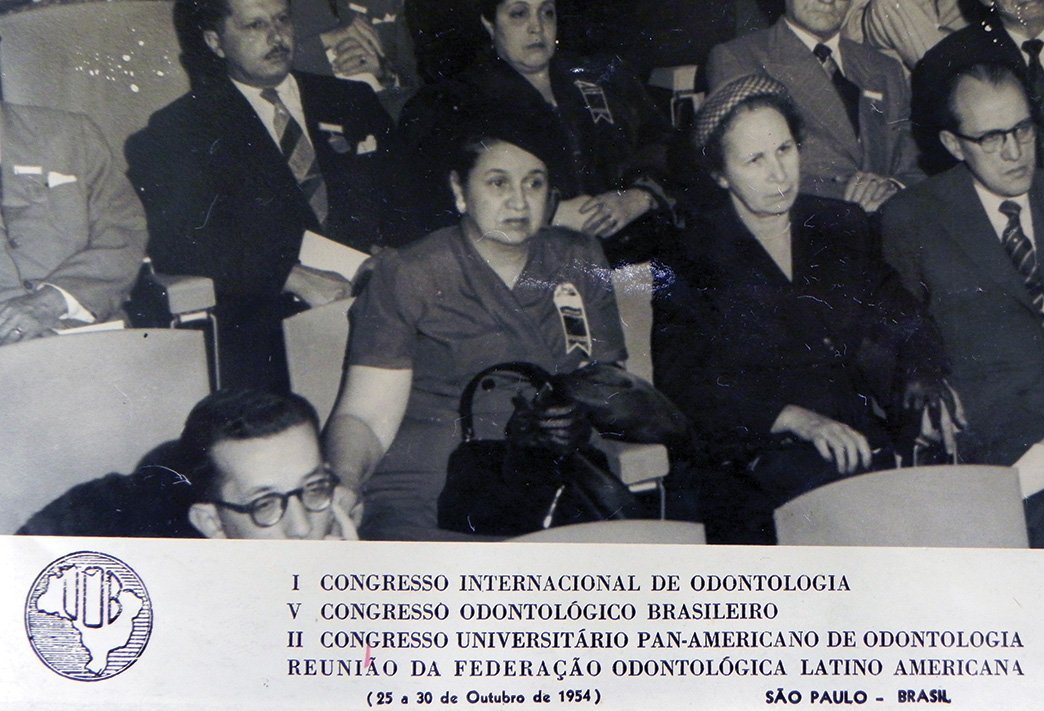 UOB
I CONGRESSO INTERNACIONAL DE ODONTOLOGIA
V CONGRESSO ODONTOLÓGICO BRASILEIRO
II CONGRESSO UNIVERSITÁRIO PAN-AMERICANO DE ODONTOLOGIA
REUNIÃO DA FEDERAÇÃO ODONTOLÓGICA LATINO AMERICANA
(25 a 30 de Outubro de 1954) SÃO PAULO - BRASIL